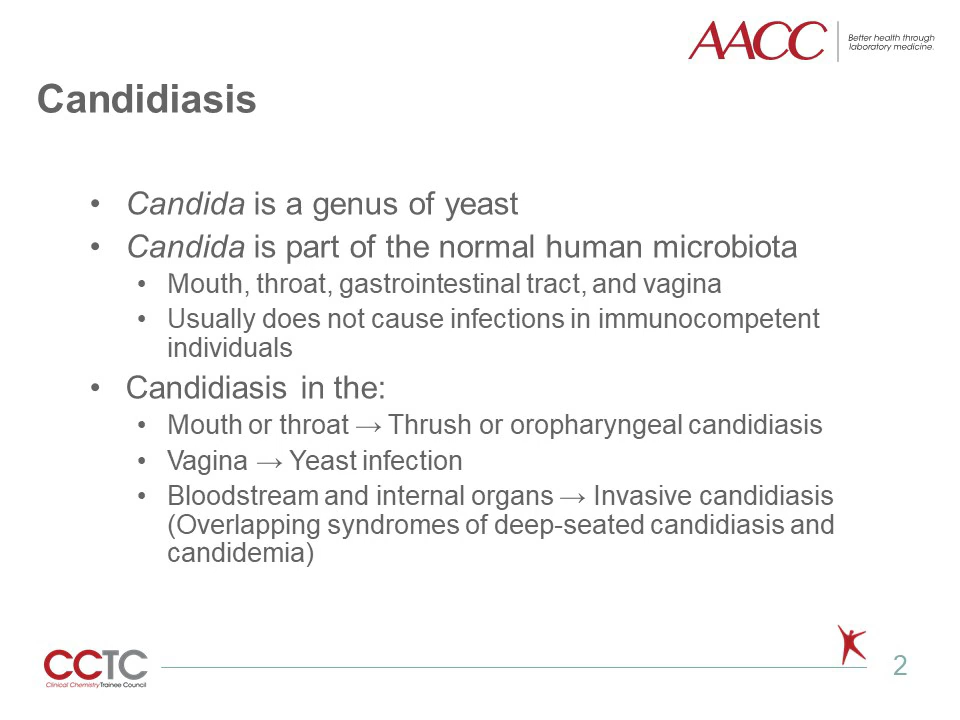 AACC
Better health through
laboratory medicine.
Candidiasis
• Candida is a genus of yeast
• Candida is part of the normal human microbiota
• Mouth, throat, gastrointestinal tract, and vagina
• Usually does not cause infections in immunocompetent
individuals
• Candidiasis in the:
• Mouth or throat → Thrush or oropharyngeal candidiasis
• Vagina → Yeast infection
• Bloodstream and internal organs → Invasive candidiasis
(Overlapping syndromes of deep-seated candidiasis and
candidemia)
CCTC
Clinical Chemistry Trainee Council
2